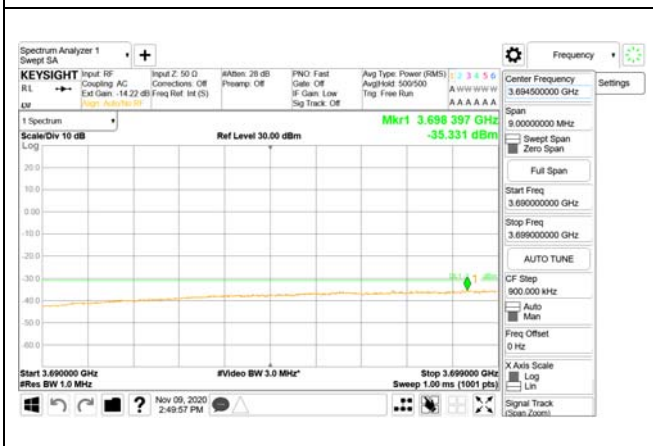 Spectrum Analyzer 1
Swept SA
Frequency
KEYSIGHT
RL
Input: RF
Coupling: AC
Ext Gain: -14.22 dB
Align: Auto/No RF
Input Z: 50 Ω
Corrections: Off
Freq Ref: Int (S)
#Atten: 28 dB
Preamp: Off
PNO: Fast
Gate: Off
IF Gain: Low
Sig Track: Off
Avg Type: Power (RMS)
Avg|Hold: 500/500
Trig: Free Run
1 2 3 4 5 6
A W W W W W
A A A A A A
1 Spectrum
Scale/Div 10 dB
Log
Ref Level 30.00 dBm
Mkr1 3.698 397 GHz
-35.331 dBm
20.0
10.0
0.00
-10.0
-20.0
-30.0
-40.0
-50.0
-60.0
1
Start 3.690000 GHz
#Res BW 1.0 MHz
#Video BW 3.0 MHz*
Stop 3.699000 GHz
Sweep 1.00 ms (1001 pts)
Nov 09, 2020
2:49:57 PM
?
Center Frequency
3.694500000 GHz
Settings
Span
9.00000000 MHz
Swept Span
Zero Span
Full Span
Start Freq
3.690000000 GHz
Stop Freq
3.699000000 GHz
AUTO TUNE
CF Step
900.000 kHz
Auto
Man
Freq Offset
0 Hz
X Axis Scale
Log
Lin
Signal Track
(Span Zoom)